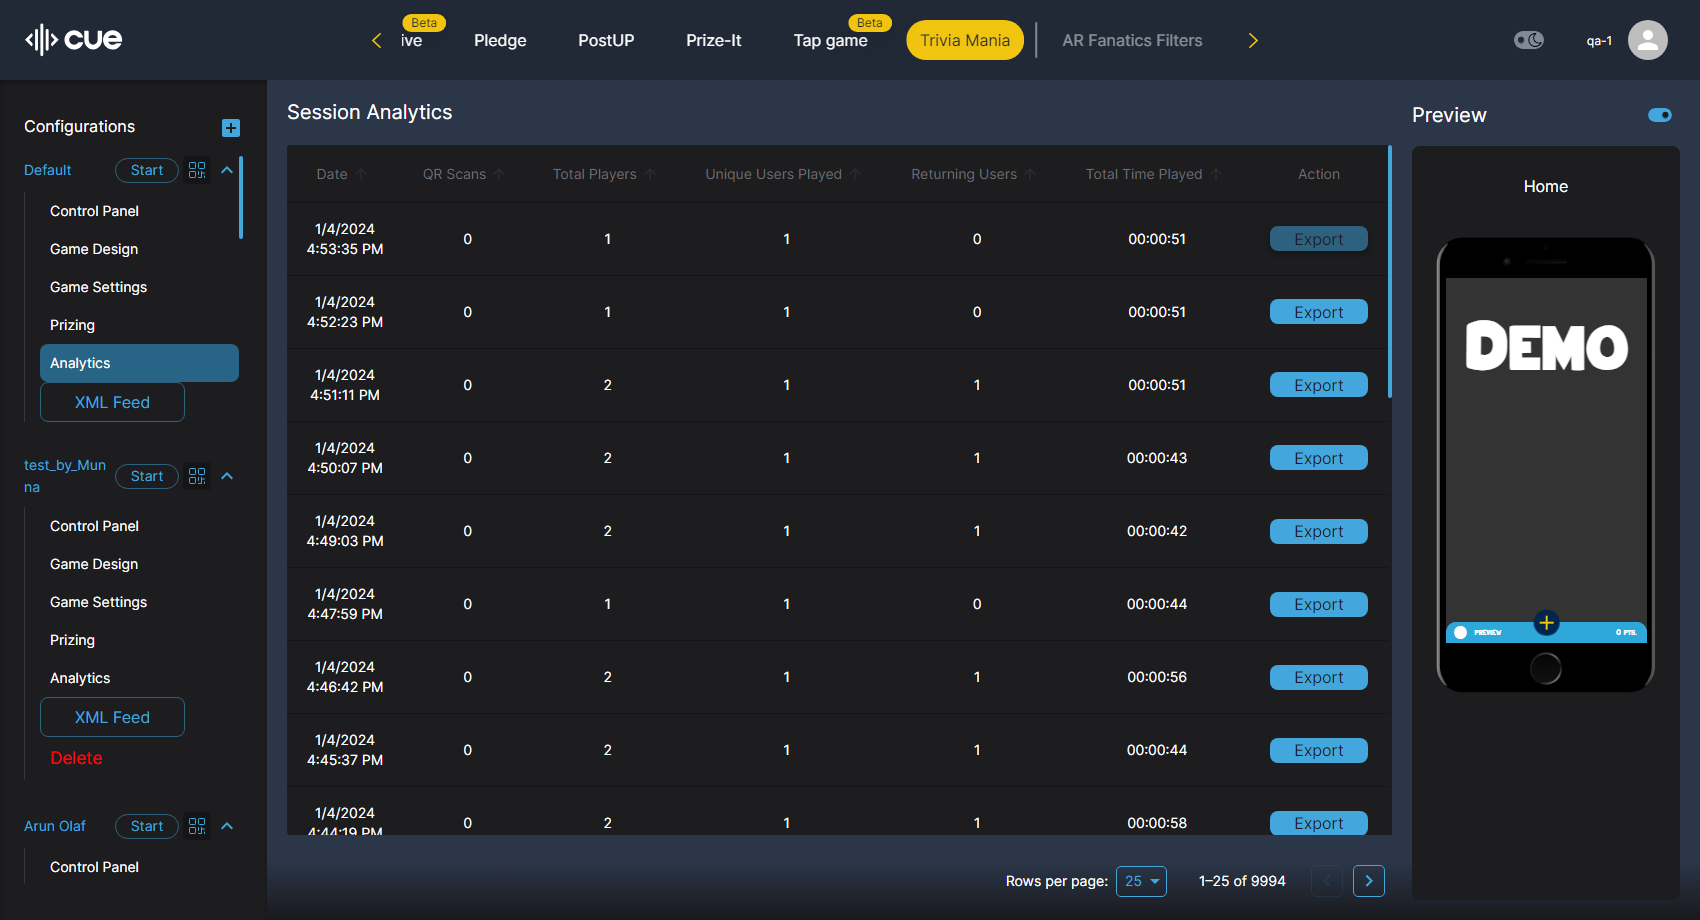 cue
ive
Beta
Pledge
PostUP
Prize-It
Tap game
Beta
Trivia Mania
AR Fanatics Filters
qa-1
Configurations
Default
Start
Control Panel
Game Design
Game Settings
Prizing
Analytics
XML Feed
test_by_Mun
na
Start
Control Panel
Game Design
Game Settings
Prizing
Analytics
XML Feed
Delete
Arun Olaf
Start
Control Panel
Session Analytics
Date QR Scans Total Players Unique Users Played Returning Users Total Time Played Action
1/4/2024
4:53:35 PM 0 1 1 0 00:00:51 Export
1/4/2024
4:52:23 PM 0 1 1 0 00:00:51 Export
1/4/2024
4:51:11 PM 0 2 1 1 00:00:51 Export
1/4/2024
4:50:07 PM 0 2 1 1 00:00:43 Export
1/4/2024
4:49:03 PM 0 2 1 1 00:00:42 Export
1/4/2024
4:47:59 PM 0 1 1 0 00:00:44 Export
1/4/2024
4:46:42 PM 0 2 1 1 00:00:56 Export
1/4/2024
4:45:37 PM 0 2 1 1 00:00:44 Export
1/4/2024
4:44:19 PM 0 2 1 1 00:00:58 Export
Rows per page: 25 1–25 of 9994
Preview
Home
DEMO
PREVIEW
0 PTS.